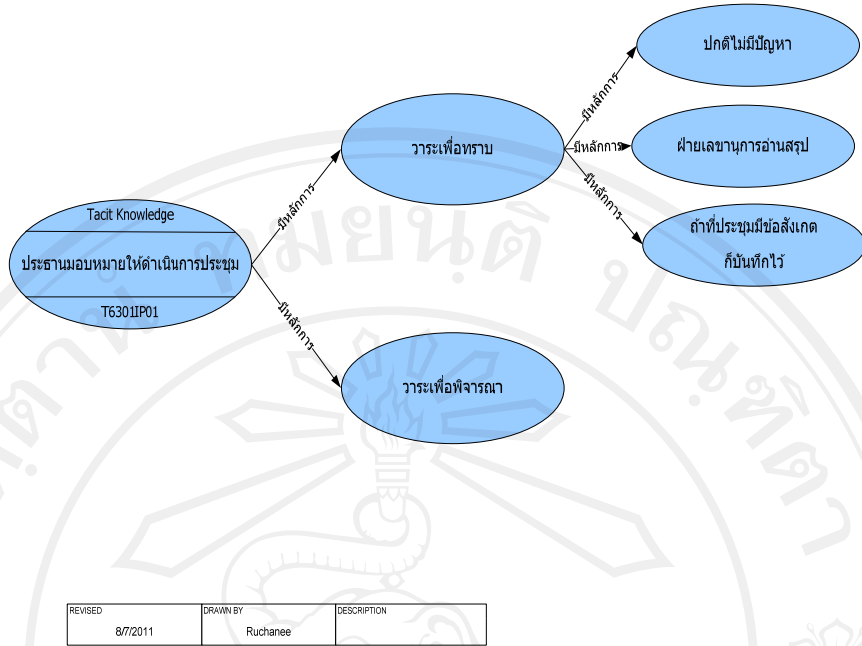 ปกติไม่มีปัญหา
มีหลักการ
วาระเพื่อทราบ
มีหลักการ
ฝ่ายเลขานุการอ่านสรุป
มีหลักการ
ถ้าที่ประชุมมีข้อสังเกต
ก็บันทึกไว้
มีหลักการ
Tacit Knowledge
ประธานมอบหมายให้ดำเนินการประชุม
T6301IP01
มีหลักการ
วาระเพื่อพิจารณา
REVISED DRAWN BY DESCRIPTION
8/7/2011 Ruchanee